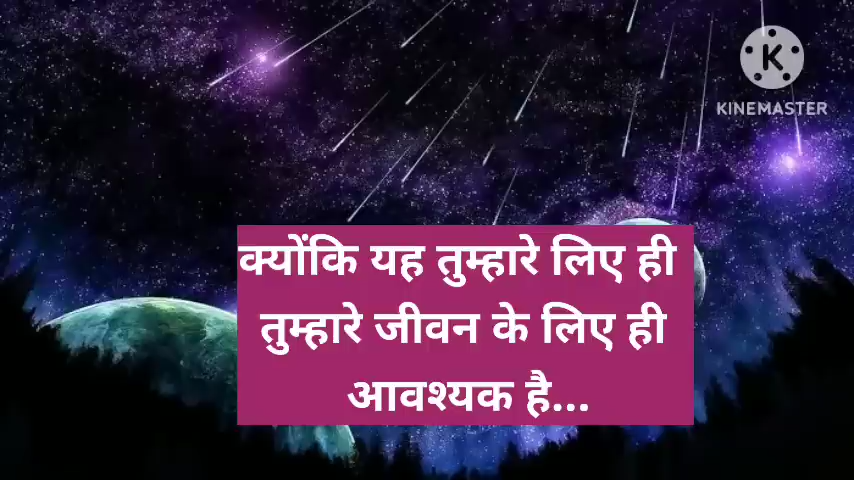 K
KINEMASTER
क्योंकि यह तुम्हारे लिए ही
तुम्हारे जीवन के लिए ही
आवश्यक है...